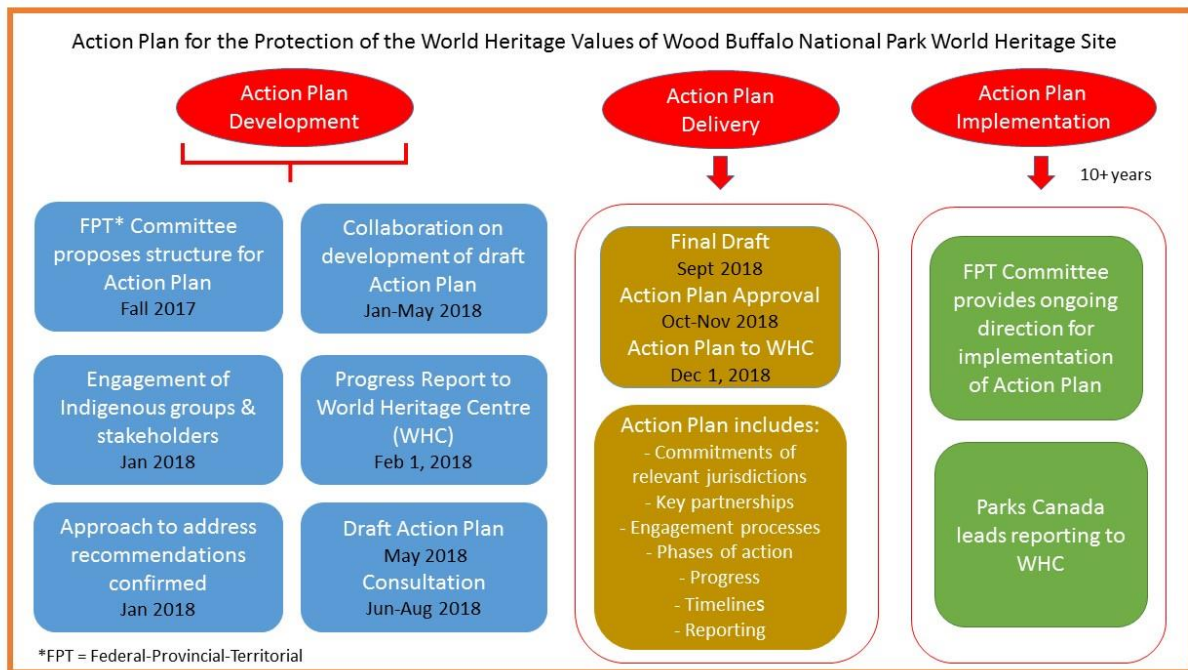 Action Plan for the Protection of the World Heritage Values of Wood Buffalo National Park World Heritage Site
Action Plan
Development
FPT* Committee
proposes structure for
Action Plan
Fall 2017
Collaboration on
development of draft
Action Plan
Jan-May 2018
Engagement of
Indigenous groups &
stakeholders
Jan 2018
Progress Report to
World Heritage Centre
(WHC)
Feb 1, 2018
Approach to address
recommendations
confirmed
Jan 2018
Draft Action Plan
May 2018
Consultation
Jun-Aug 2018
*FPT = Federal-Provincial-Territorial
Action Plan
Delivery
Final Draft
Sept 2018
Action Plan Approval
Oct-Nov 2018
Action Plan to WHC
Dec 1, 2018
Action Plan includes:
- Commitments of
relevant jurisdictions
- Key partnerships
- Engagement processes
- Phases of action
- Progress
- Timelines
- Reporting
Action Plan
Implementation
10+ years
FPT Committee
provides ongoing
direction for
implementation
of Action Plan
Parks Canada
leads reporting to
WHC